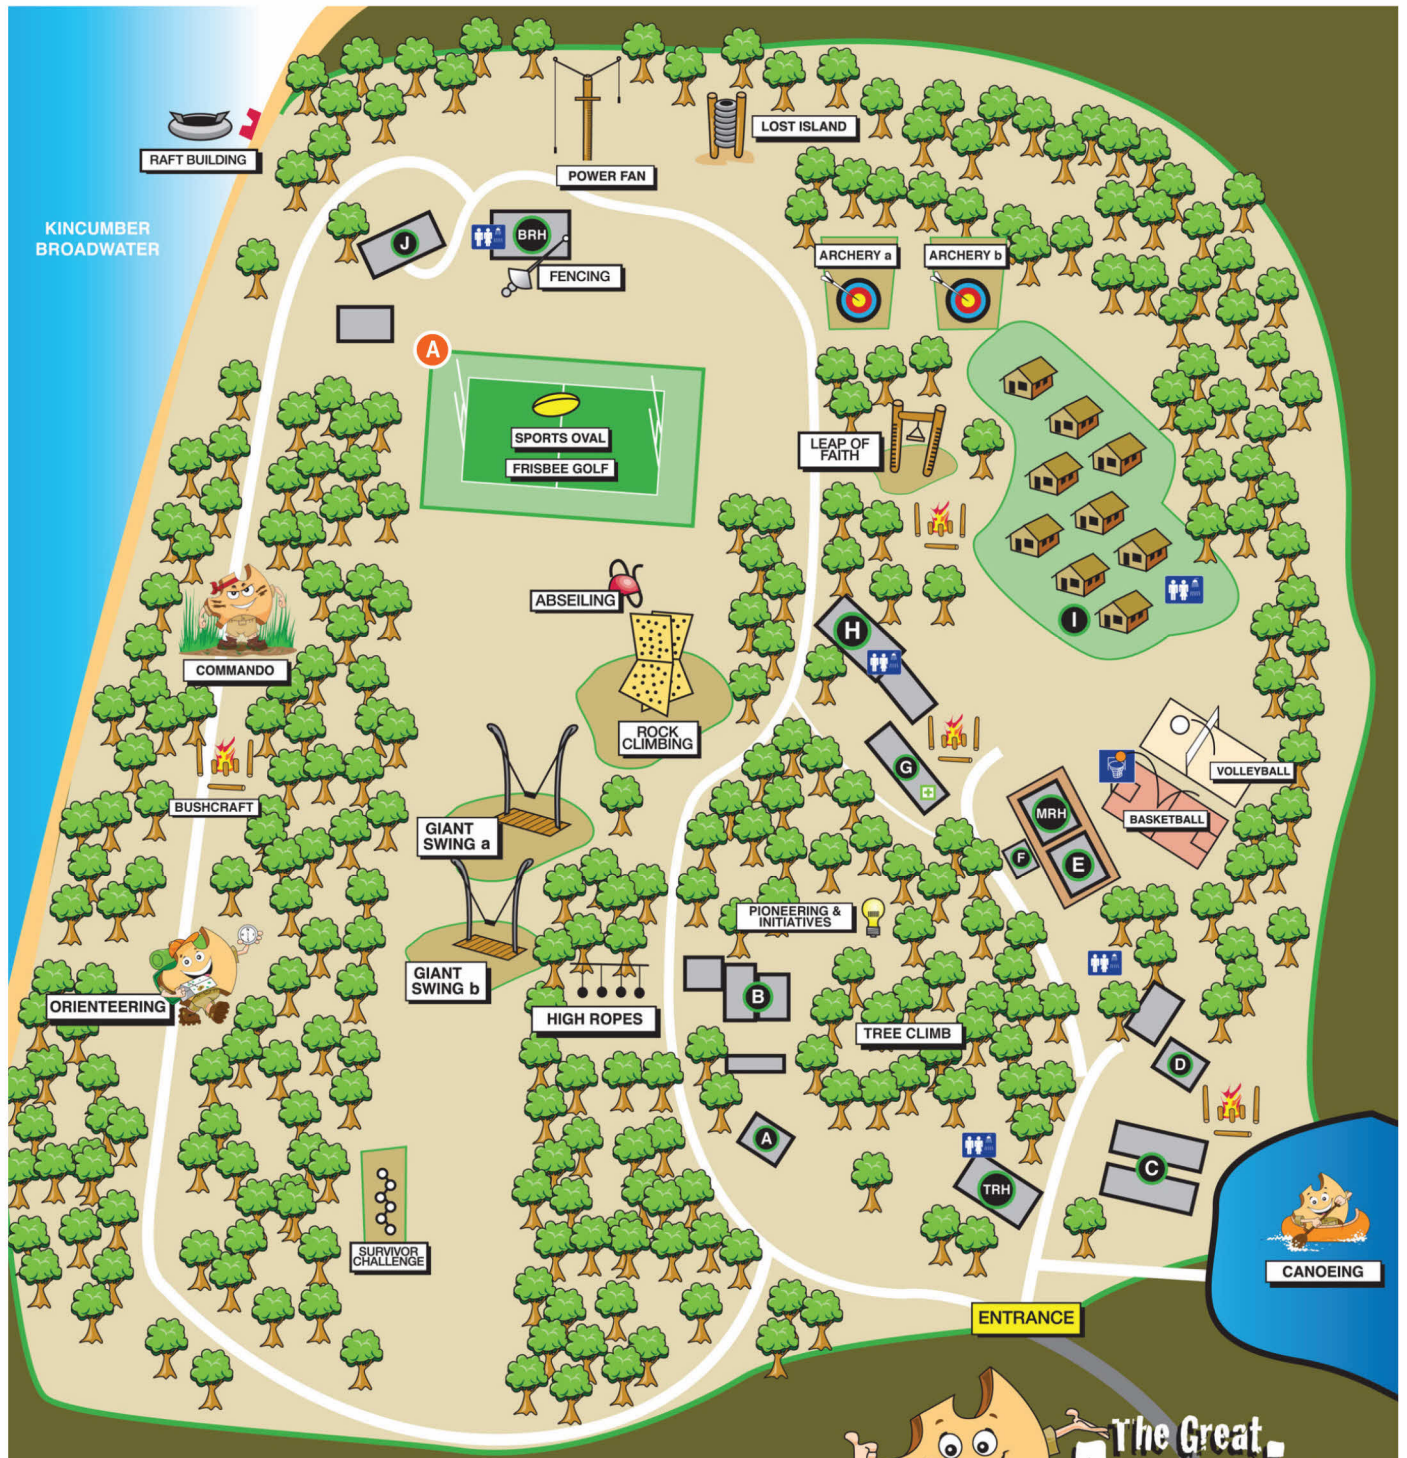 LOST ISLAND
RAFT BUILDING
POWER FAN
KINCUMBER
BROADWATER
J
BRH
FENCING
ARCHERY a
ARCHERY b
A
SPORTS OVAL
FRISBEE GOLF
LEAP OF
FAITH
ABSEILING
I
H
COMMANDO
ROCK
CLIMBING
G
VOLLEYBALL
BUSHCRAFT
MRH
BASKETBALL
GIANT
SWING a
F
E
PIONEERING &
INITIATIVES
GIANT
SWING b
B
ORIENTEERING
HIGH ROPES
TREE CLIMB
D
A
C
TRH
SURVIVOR
CHALLENGE
CANOEING
ENTRANCE
The Great